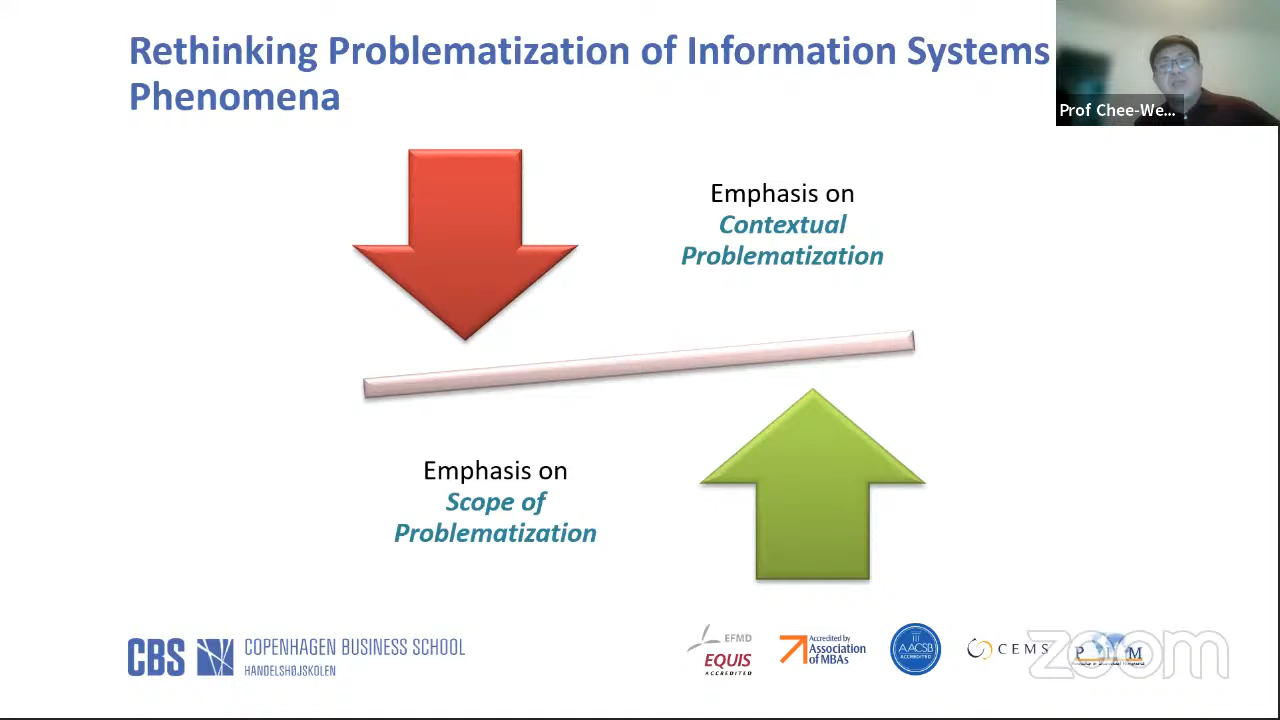 Rethinking Problematization of Information Systems
Phenomena
Prof Chee-We...
Emphasis on
Contextual
Problematization
Emphasis on
Scope of
Problematization
CBS COPENHAGEN BUSINESS SCHOOL
HANDELSHØJSKOLEN
EFMD
EQUIS
ACCREDITED
Accredited by
Association
of MBAs
AACSB
ACCREDITED
CEMS
P I M
zoom